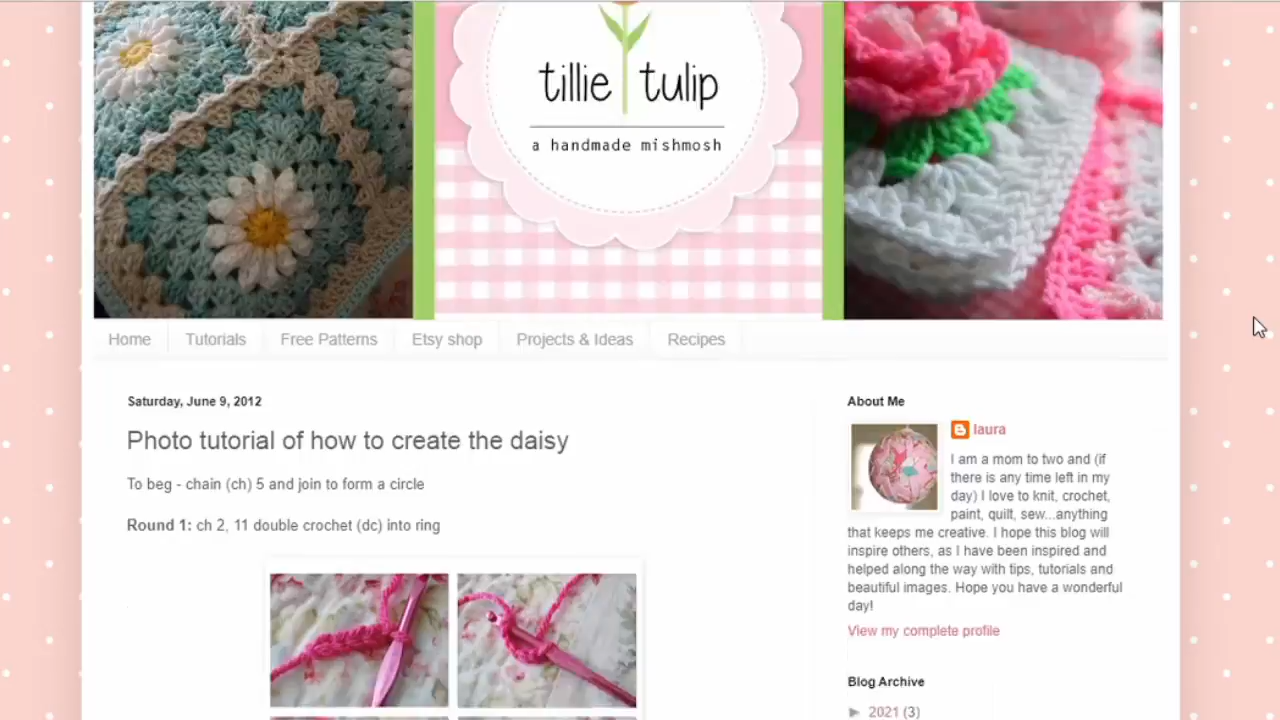 tillie tulip
a handmade mishmosh
Home Tutorials Free Patterns Etsy shop Projects & Ideas Recipes
Saturday, June 9, 2012
Photo tutorial of how to create the daisy
To beg - chain (ch) 5 and join to form a circle
Round 1: ch 2, 11 double crochet (dc) into ring
About Me
laura
I am a mom to two and (if
there is any time left in my
day) I love to knit, crochet,
paint, quilt, sew...anything
that keeps me creative. I hope this blog will
inspire others, as I have been inspired and
helped along the way with tips, tutorials and
beautiful images. Hope you have a wonderful
day!
View my complete profile
Blog Archive
► 2021 (3)